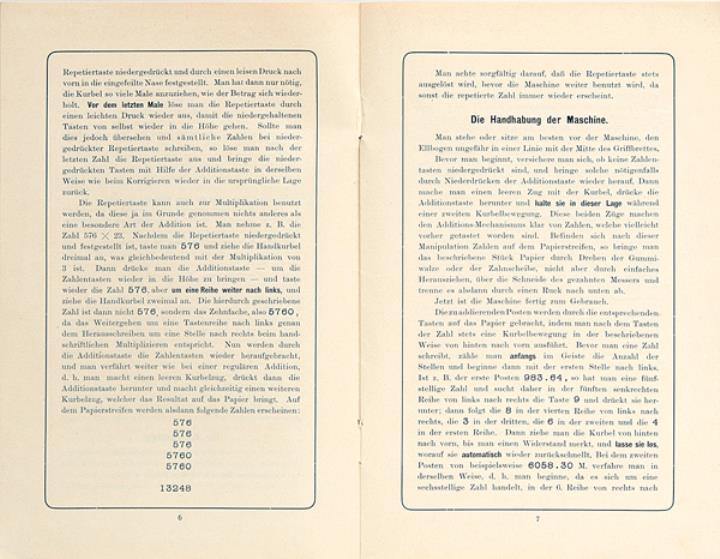 Repetiertaste niedergedrückt und durch einen leisen Druck nach
vorn in die eingefeilte Nase festgestellt. Man hat dann nur nötig,
die Kurbel so viele Male anzuziehen, wie der Betrag sich wieder-
holt. Vor dem letzten Male löse man die Repetiertaste durch
einen leichten Druck wieder aus, damit die niedergehaltenen
Tasten von selbst wieder in die Höhe gehen. Sollte man
dies jedoch übersehen und sämtliche Zahlen bei nieder-
gedrückter Repetiertaste schreiben, so löse man nach der
letzten Zahl die Repetiertaste aus und bringe die nieder-
gedrückten Tasten mit Hilfe der Additionstaste in derselben
Weise wie beim Korrigieren wieder in die ursprüngliche Lage
zurück.
Die Repetiertaste kann auch zur Multiplikation benutzt
werden, da diese ja im Grunde genommen nichts anderes als
eine besondere Art der Addition ist. Man nehme z. B. die
Zahl 576 × 23. Nachdem die Repetiertaste niedergedrückt
und festgestellt ist, taste man 576 und ziehe die Handkurbel
dreimal an, was gleichbedeutend mit der Multiplikation von
3 ist. Dann drücke man die Additionstaste — um die
Zahlentasten wieder in die Höhe zu bringen — und taste
wieder die Zahl 576, aber um eine Reihe weiter nach links, und
ziehe die Handkurbel zweimal an. Die hierdurch geschriebene
Zahl ist dann nicht 576, sondern das Zehnfache, also 5760,
da das Weitergehen um eine Tastenreihe nach links genau
dem Herausschreiben um eine Stelle nach rechts beim hand-
schriftlichen Multiplizieren entspricht. Nun werden durch
die Additionstaste die Zahlentasten wieder heraufgebracht,
und man verfährt weiter wie bei einer regulären Addition,
d. h. man macht einen leeren Kurbelzug, drückt dann die
Additionstaste herunter und macht gleichzeitig einen weiteren
Kurbelzug, welcher das Resultat auf das Papier bringt. Auf
dem Papierstreifen werden alsdann folgende Zahlen erscheinen:
576
576
576
5760
5760
13248
6
Man achte sorgfältig darauf, daß die Repetiertaste stets
ausgelöst wird, bevor die Maschine weiter benutzt wird, da
sonst die repetierte Zahl immer wieder erscheint.
Die Handhabung der Maschine.
Man stehe oder sitze am besten vor der Maschine, den
Ellbogen ungefähr in einer Linie mit der Mitte des Griffbrettes.
Bevor man beginnt, versichere man sich, ob keine Zahlen-
tasten niedergedrückt sind, und bringe solche nötigenfalls
durch Niederdrücken der Additionstaste wieder herauf. Dann
mache man einen leeren Zug mit der Kurbel, drücke die
Additionstaste herunter und halte sie in dieser Lage während
einer zweiten Kurbelbewegung. Diese beiden Züge machen
den Additions-Mechanismus klar von Zahlen, welche vielleicht
vorher getastet worden sind. Befinden sich nach dieser
Manipulation Zahlen auf dem Papierstreifen, so bringe man
das beschriebene Stück Papier durch Drehen der Gummi-
walze oder der Zahnscheibe, nicht aber durch einfaches
Herausziehen, über die Schneide des gezahnten Messers und
trenne es alsdann durch einen Ruck nach unten ab.
Jetzt ist die Maschine fertig zum Gebrauch.
Die zu addierenden Posten werden durch die entsprechenden
Tasten auf das Papier gebracht, indem man nach dem Tasten
der Zahl stets eine Kurbelbewegung in der beschriebenen
Weise von hinten nach vorn ausführt. Bevor man eine Zahl
schreibt, zähle man anfangs im Geiste die Anzahl der
Stellen und beginne dann mit der ersten Stelle nach links.
Ist z. B. der erste Posten 983.64, so hat man eine fünf-
stellige Zahl und sucht daher in der fünften senkrechten
Reihe von links nach rechts die Taste 9 und drückt sie her-
unter; dann folgt die 8 in der vierten Reihe von links nach
rechts, die 3 in der dritten, die 6 in der zweiten und die 4
in der ersten Reihe. Dann ziehe man die Kurbel von hinten
nach vorn, bis man einen Widerstand merkt, und lasse sie los,
worauf sie automatisch wieder zurückschnellt. Bei dem zweiten
Posten von beispielsweise 6058.30 M. verfahre man in
derselben Weise, d. h. man beginne, da es sich um eine
sechsstellige Zahl handelt, in der 6. Reihe von rechts nach
7